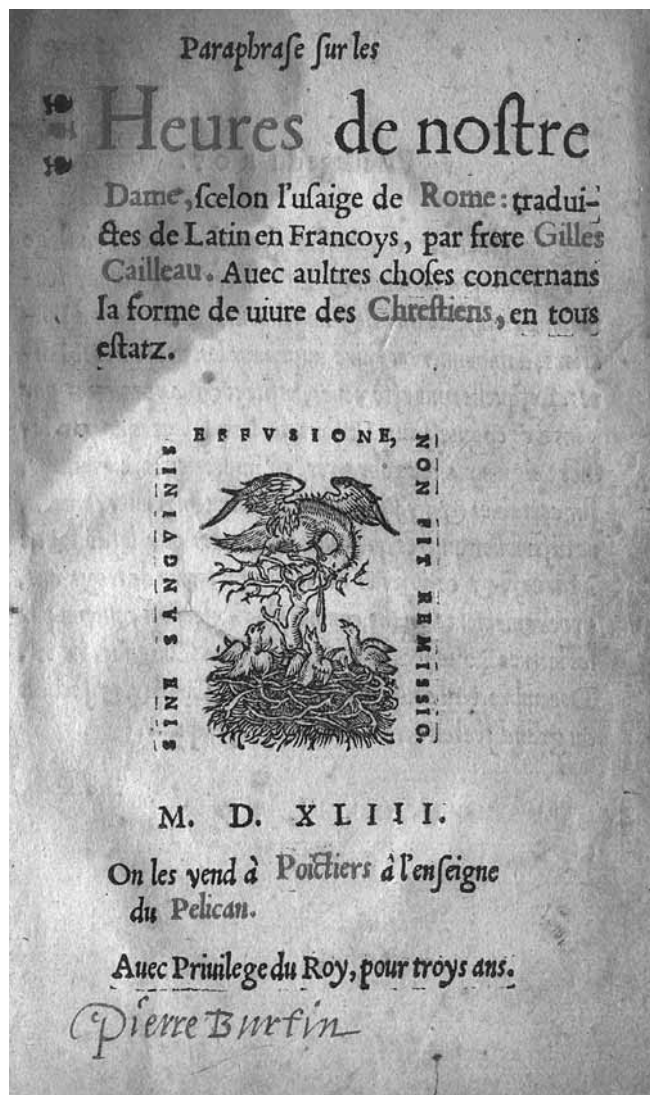 Paraphraſe ſur les
Heures de noſtre
Dame, ſcelon l'uſaige de Rome: tradui-
ctes de Latin en Francoys, par frere Gilles
Cailleau. Auec aultres choſes concernans
la forme de uiure des Chreſtiens, en tous
eſtatz.
SINE SANGVINIS
EFFVSIONE,
NON FIT REMISSIO.
M. D. XLIII.
On les vend à Poictiers à l'enſeigne
du Pelican.
Auec Priuilege du Roy, pour troys ans.
Pierre Burfin